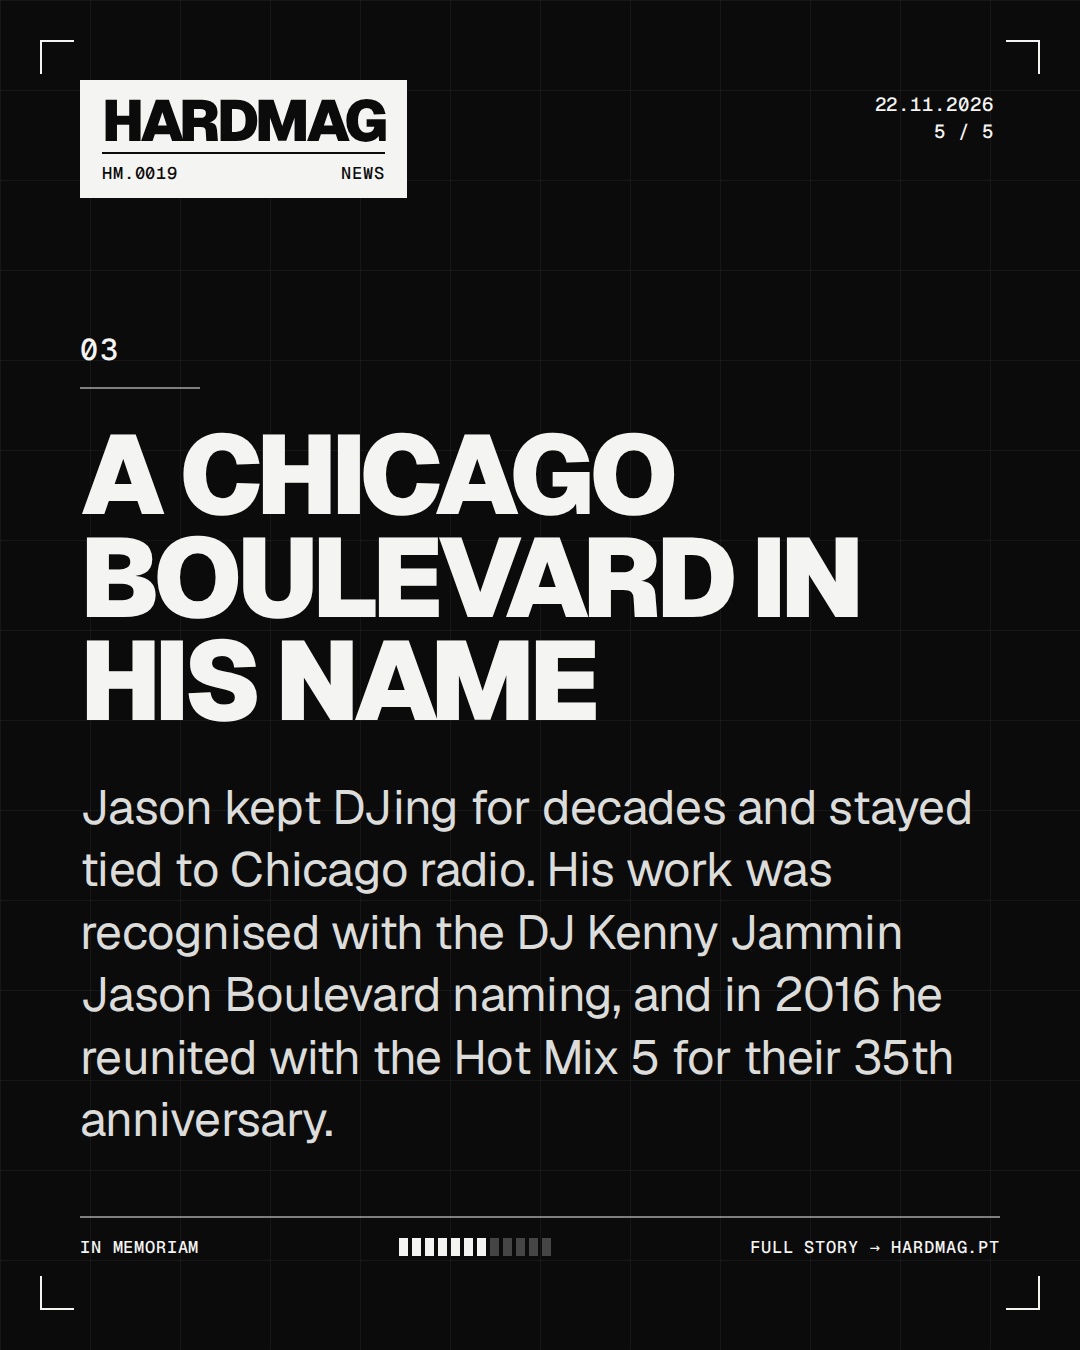 HARDMAG
HM.0019 NEWS
22.11.2026
5 / 5
03
A CHICAGO
BOULEVARD IN
HIS NAME
Jason kept DJing for decades and stayed
tied to Chicago radio. His work was
recognised with the DJ Kenny Jammin
Jason Boulevard naming, and in 2016 he
reunited with the Hot Mix 5 for their 35th
anniversary.
IN MEMORIAM
FULL STORY → HARDMAG.PT